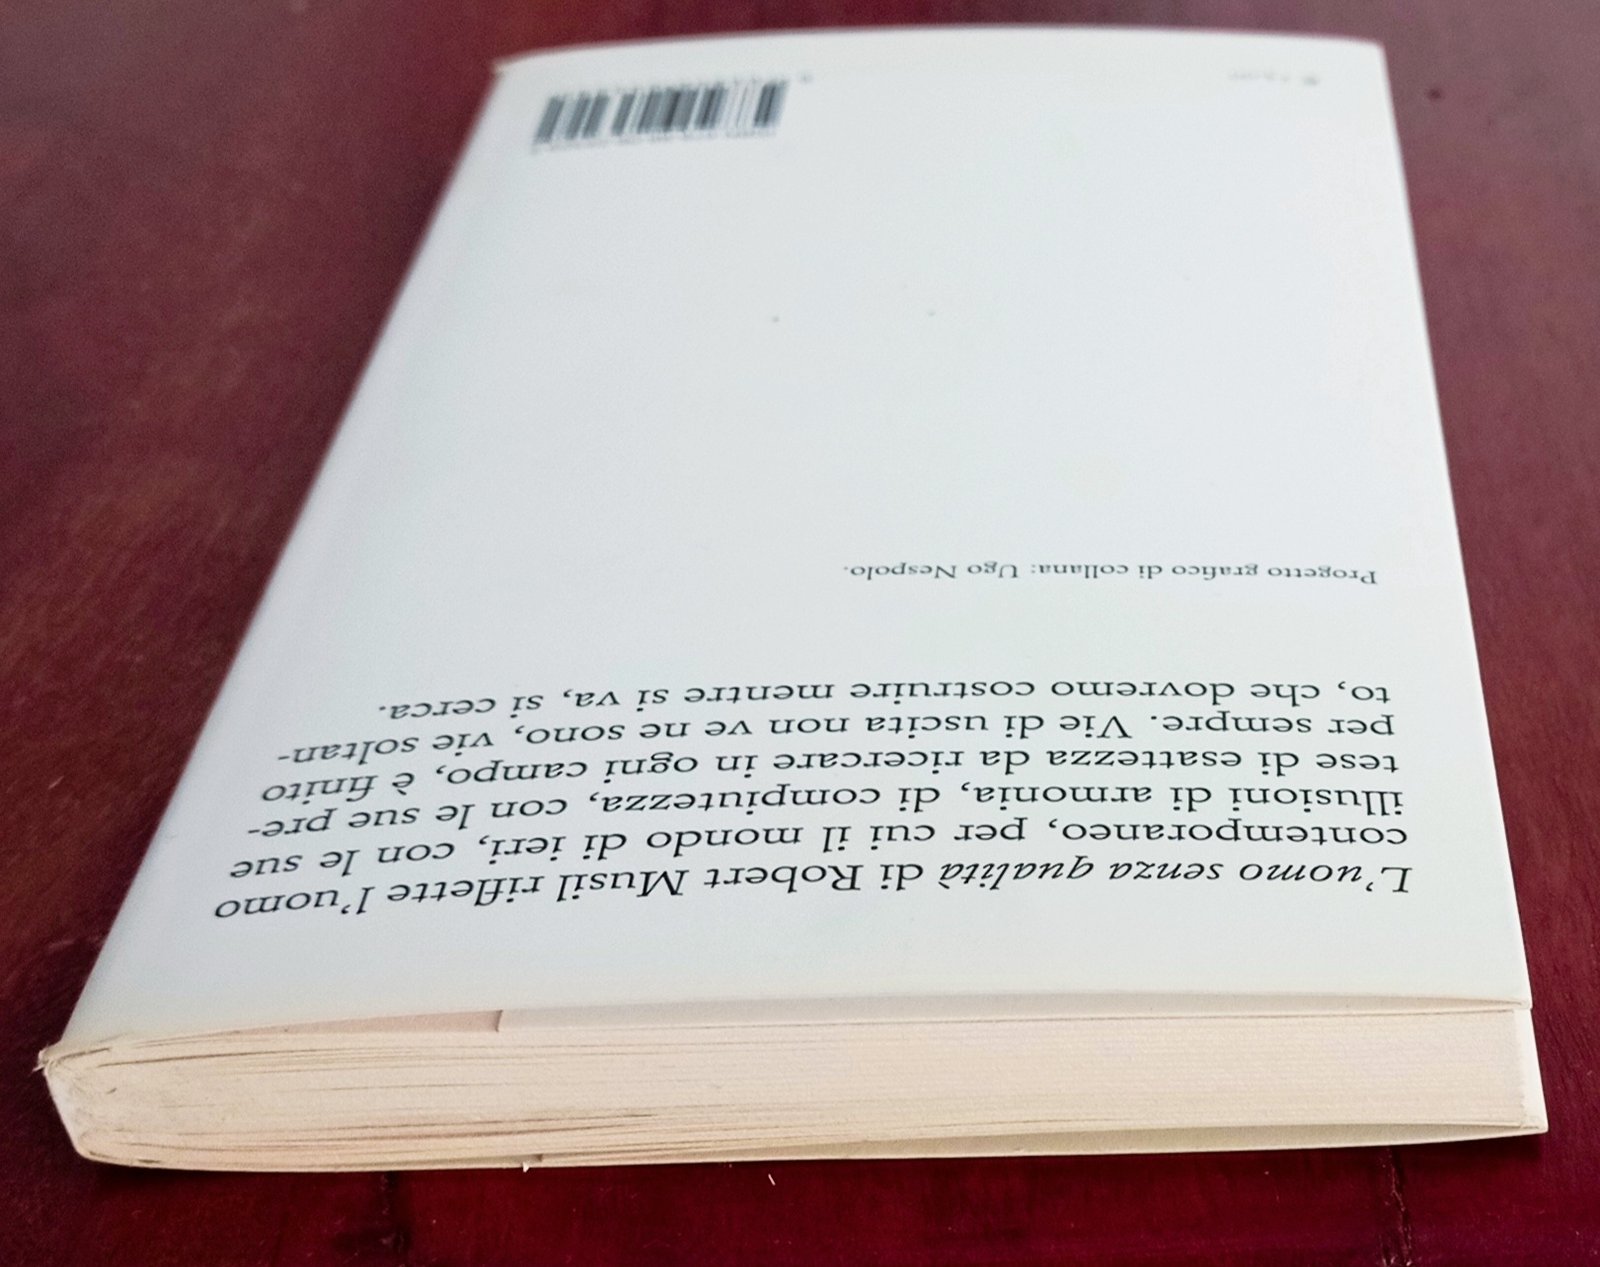 L'uomo senza qualità di Robert Musil riflette l'uomo
contemporaneo, per cui il mondo di ieri, con le sue
illusioni di armonia, di compiutezza, con le sue pre-
tese di esattezza da ricercare in ogni campo, è finito
per sempre. Vie di uscita non ve ne sono, vie soltan-
to, che dovremo costruire mentre si va, si cerca.
Progetto grafico di collana: Ugo Nespolo.